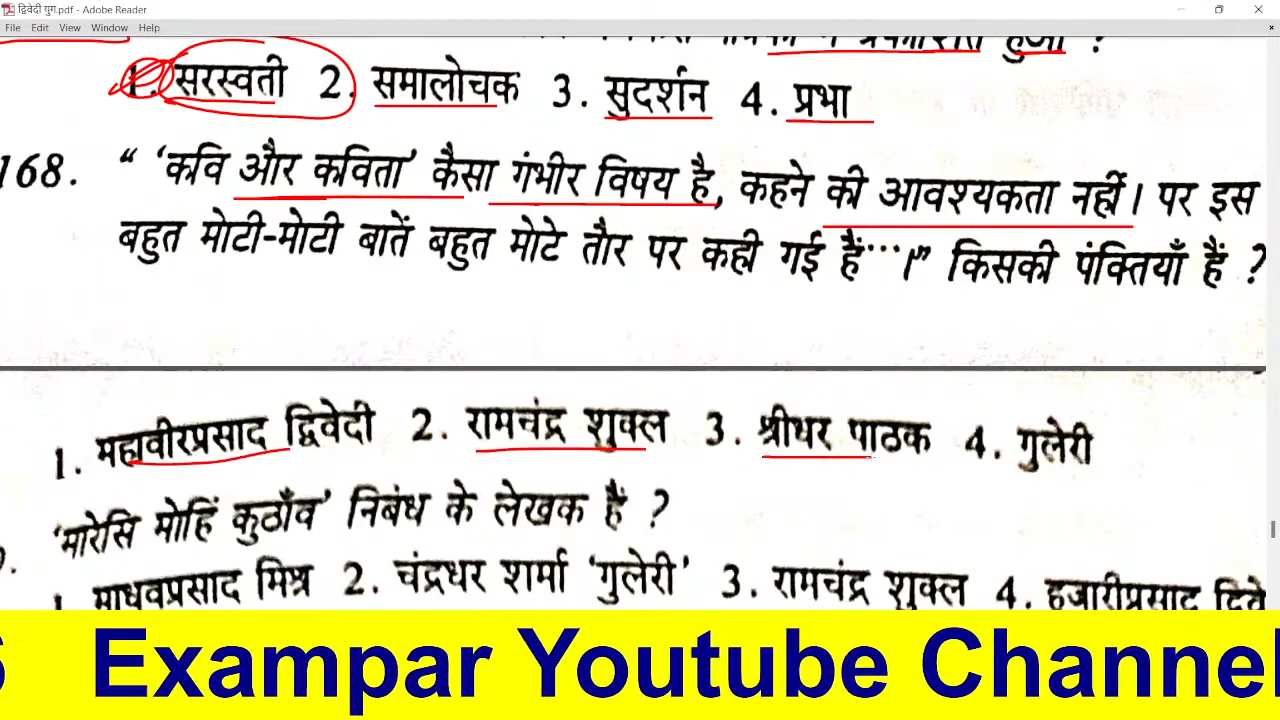 द्विवेदी युग.pdf - Adobe Reader
File Edit View Window Help
प्रकाशित हुआ ?
1. सरस्वती 2. समालोचक 3. सुदर्शन 4. प्रभा
168. “ ‘कवि और कविता’ कैसा गंभीर विषय है, कहने की आवश्यकता नहीं। पर इस
बहुत मोटी-मोटी बातें बहुत मोटे तौर पर कही गई हैं...।” किसकी पंक्तियाँ हैं ?
1. महावीरप्रसाद द्विवेदी 2. रामचंद्र शुक्ल 3. श्रीधर पाठक 4. गुलेरी
‘मारेसि मोहिं कुठाँव’ निबंध के लेखक हैं ?
माधवप्रसाद मिश्र 2. चंद्रधर शर्मा ‘गुलेरी’ 3. रामचंद्र शुक्ल 4. हजारीप्रसाद द्विवे
Exampar Youtube Channel